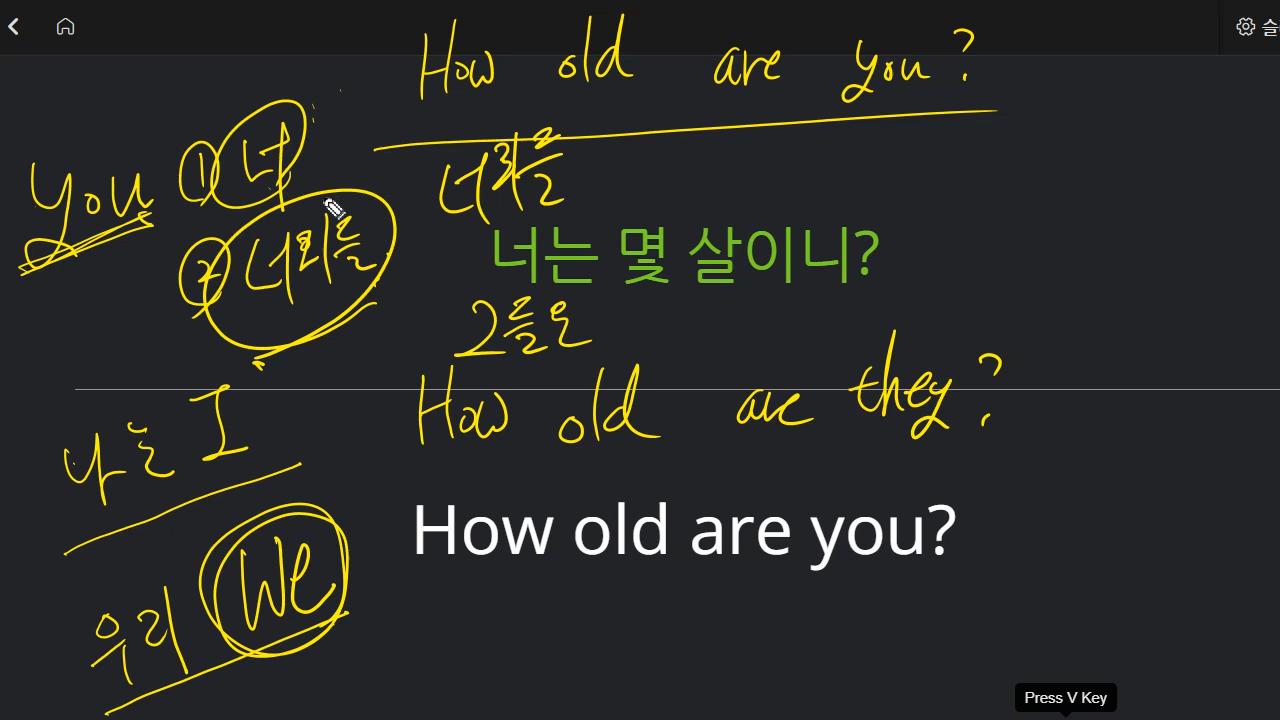 슬
How old are you?
You ① 너
② 너희들
너희들
너는 몇 살이니?
그들은
How old are they?
나는 I
우리 We
How old are you?
Press V Key